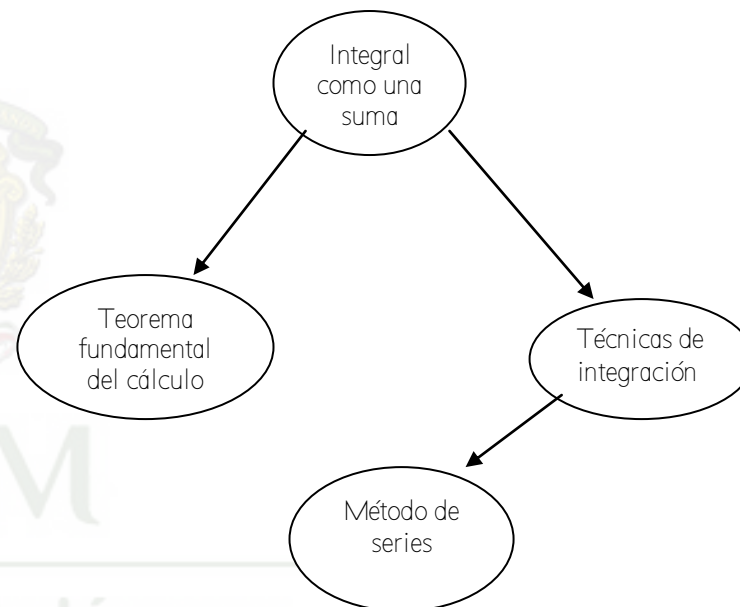 Integral
como una
suma
Teorema
fundamental
del cálculo
Técnicas de
integración
Método de
series